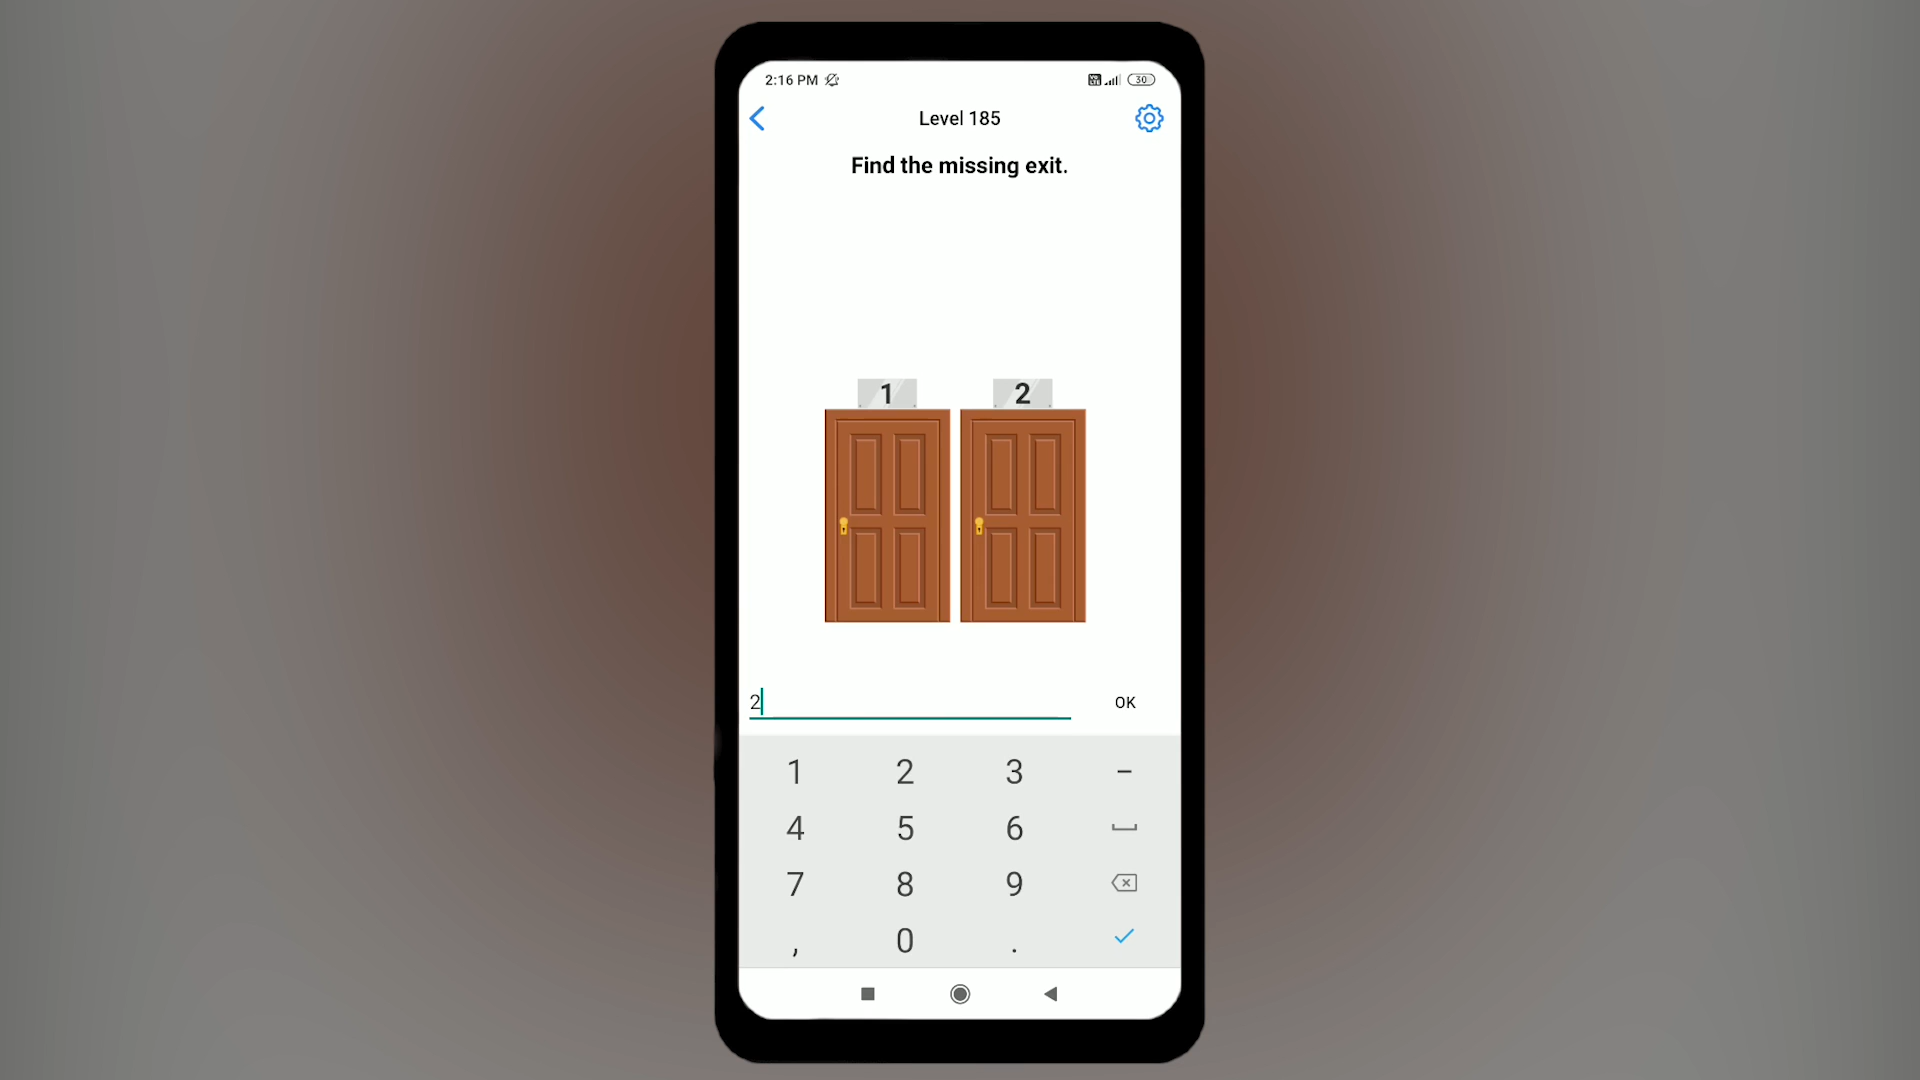 2:16 PM
30
Level 185
Find the missing exit.
1 2
2
OK
1 2 3 –
4 5 6
7 8 9
, 0 .